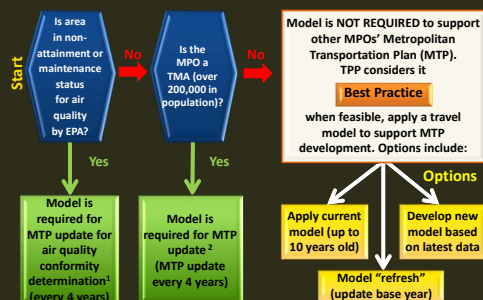 Start
Is area
in non-
attainment or
maintenance
status
for air
quality
by EPA?
No
Is the
MPO a
TMA (over
200,000 in
population)?
No
Model is NOT REQUIRED to support
other MPOs’ Metropolitan
Transportation Plan (MTP).
TPP considers it
Best Practice
when feasible, apply a travel
model to support MTP
development. Options include:
Yes
Yes
Options
Model is
required for
MTP update for
air quality
conformity
determination¹
(every 4 years)
Model is
required for MTP
update ²
(MTP update
every 4 years)
Apply current
model (up to
10 years old)
Develop new
model based
on latest data
Model “refresh”
(update base year)